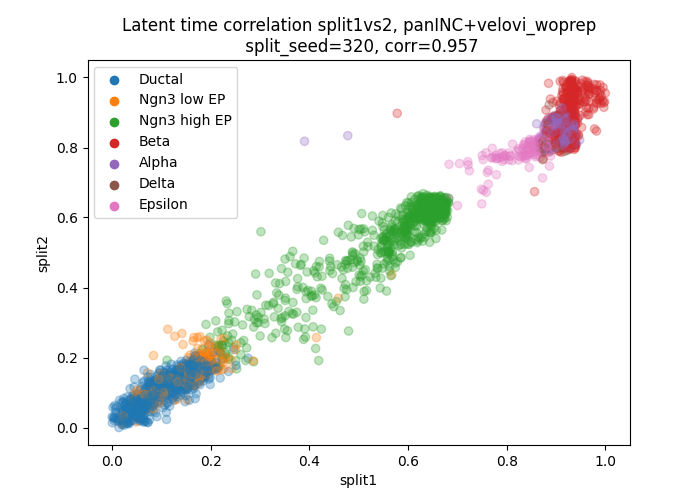 Latent time correlation split1vs2, panINC+velovi_woprep
split_seed=320, corr=0.957
Ductal
Ngn3 low EP
Ngn3 high EP
Beta
Alpha
Delta
Epsilon
split2
1.0
0.8
0.6
0.4
0.2
0.0
0.0 0.2 0.4 0.6 0.8 1.0
split1